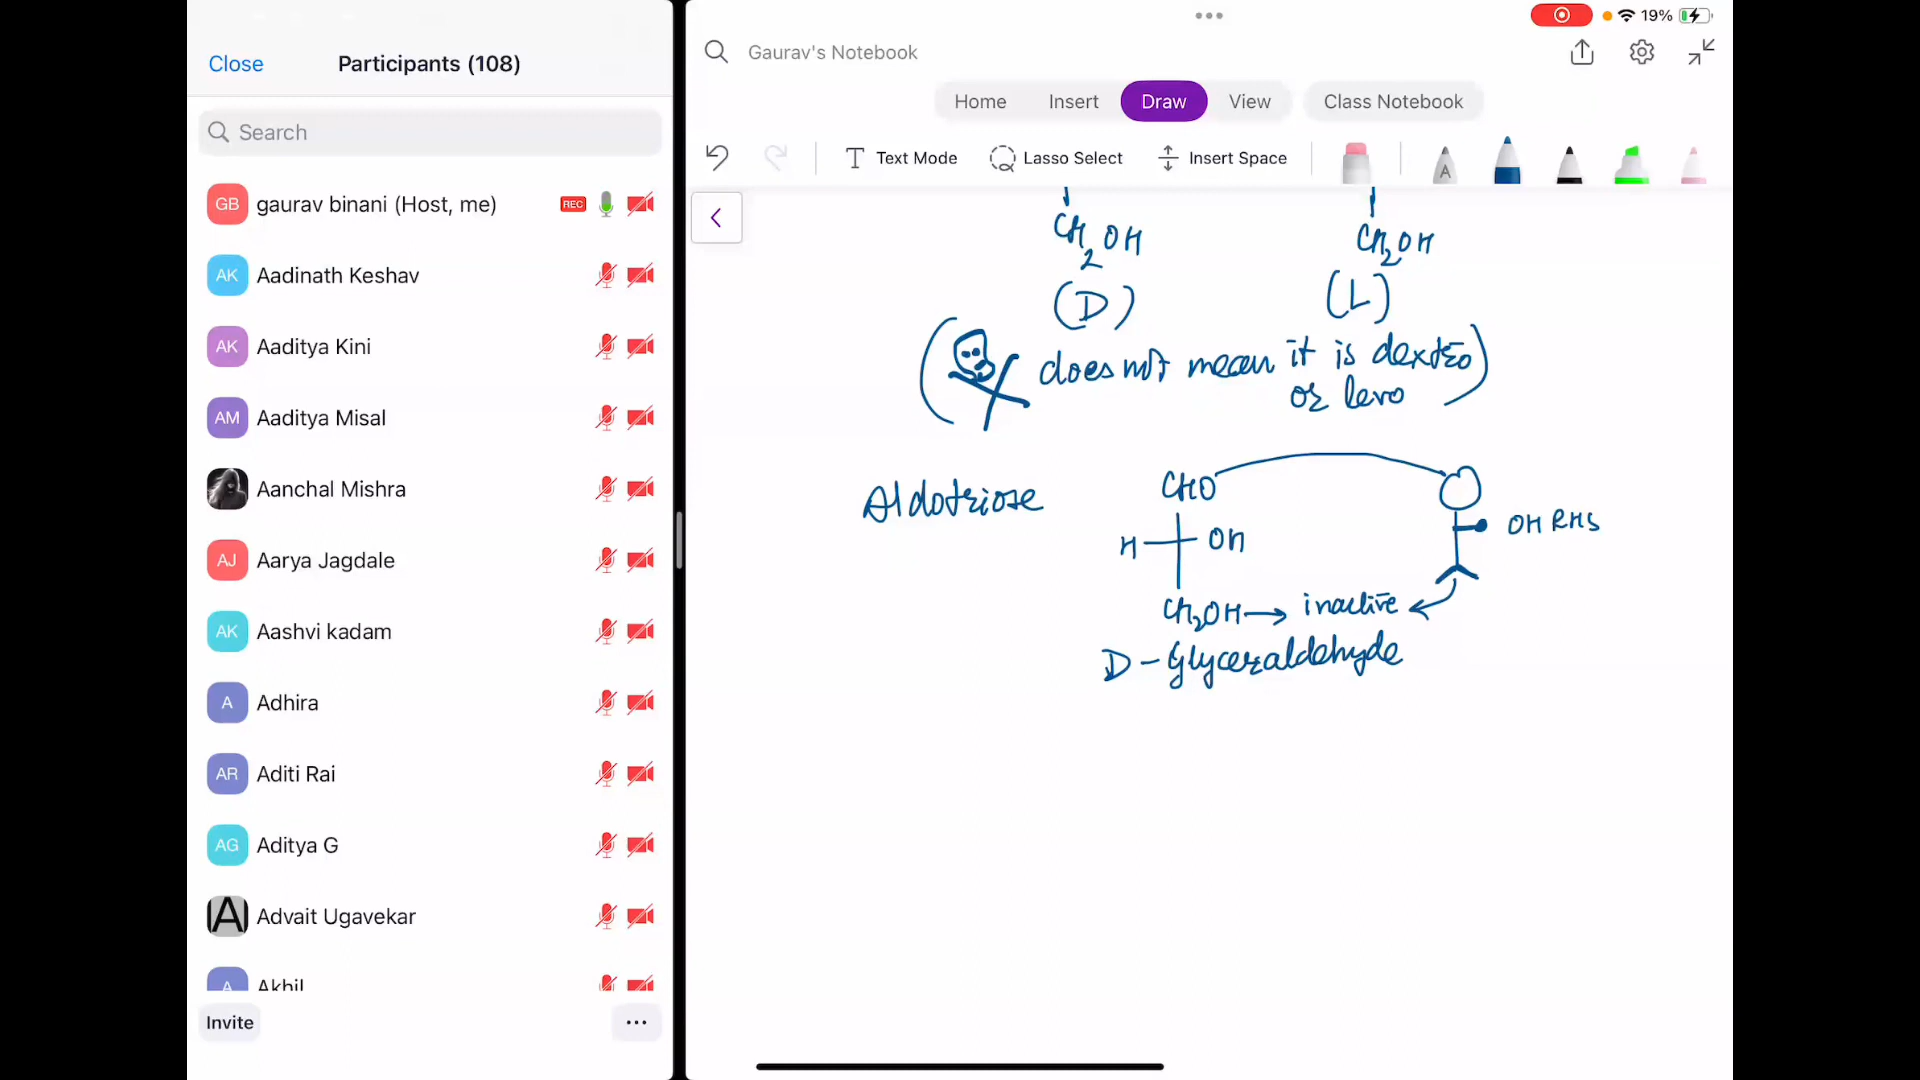 19%
Close
Participants (108)
Search
GB
gaurav binani (Host, me)
REC
AK
Aadinath Keshav
AK
Aaditya Kini
AM
Aaditya Misal
Aanchal Mishra
AJ
Aarya Jagdale
AK
Aashvi kadam
A
Adhira
AR
Aditi Rai
AG
Aditya G
A
Advait Ugavekar
A
Akhil
Invite
Gaurav's Notebook
Home
Insert
Draw
View
Class Notebook
Text Mode
Lasso Select
Insert Space
A
CH2OH
CH2OH
(D)
(L)
( does not mean it is dextro
or levo )
Aldotriose
CHO
H OH
OH RHS
CH2OH → inactive
D - Glyceraldehyde